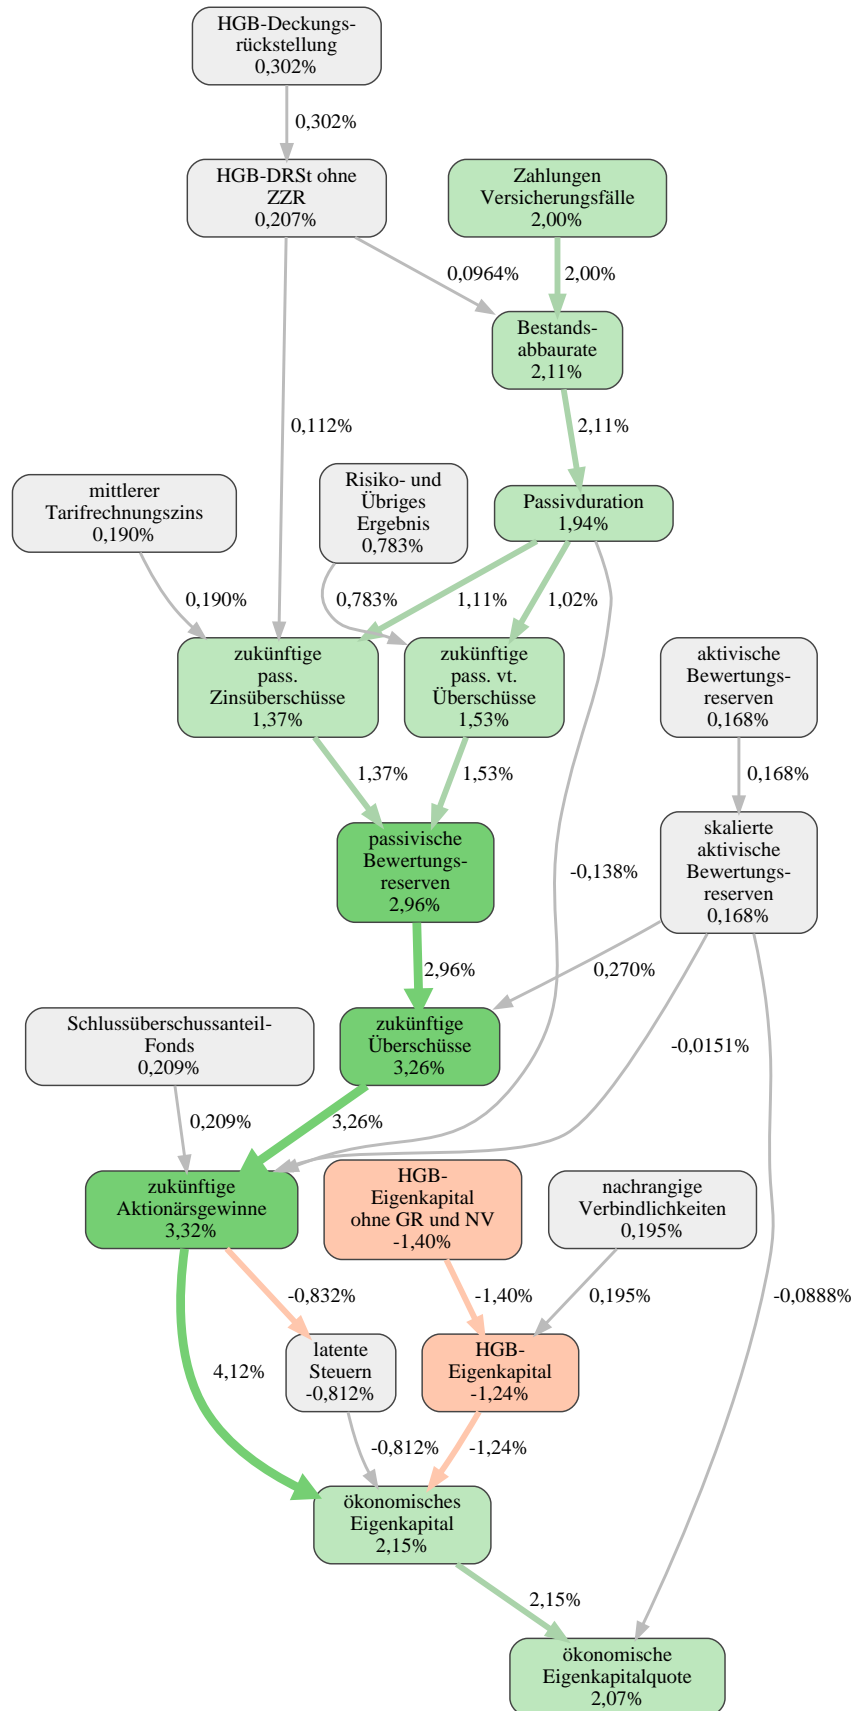 HGB-Deckungs-
rückstellung
0,302%
0,302%
HGB-DRSt ohne
ZZR
0,207%
Zahlungen
Versicherungsfälle
2,00%
0,0964%
2,00%
Bestands-
abbaurate
2,11%
0,112%
2,11%
mittlerer
Tarifrechnungszins
0,190%
Risiko- und
Übriges
Ergebnis
0,783%
Passivduration
1,94%
0,190%
0,783%
1,11%
1,02%
zukünftige
pass.
Zinsüberschüsse
1,37%
zukünftige
pass. vt.
Überschüsse
1,53%
aktivische
Bewertungs-
reserven
0,168%
1,37%
1,53%
0,168%
passivische
Bewertungs-
reserven
2,96%
-0,138%
skalierte
aktivische
Bewertungs-
reserven
0,168%
2,96%
0,270%
Schlussüberschussanteil-
Fonds
0,209%
zukünftige
Überschüsse
3,26%
-0,0151%
0,209%
3,26%
zukünftige
Aktionärsgewinne
3,32%
HGB-
Eigenkapital
ohne GR und NV
-1,40%
nachrangige
Verbindlichkeiten
0,195%
-0,832%
-1,40%
0,195%
-0,0888%
4,12%
latente
Steuern
-0,812%
HGB-
Eigenkapital
-1,24%
-0,812%
-1,24%
ökonomisches
Eigenkapital
2,15%
2,15%
ökonomische
Eigenkapitalquote
2,07%